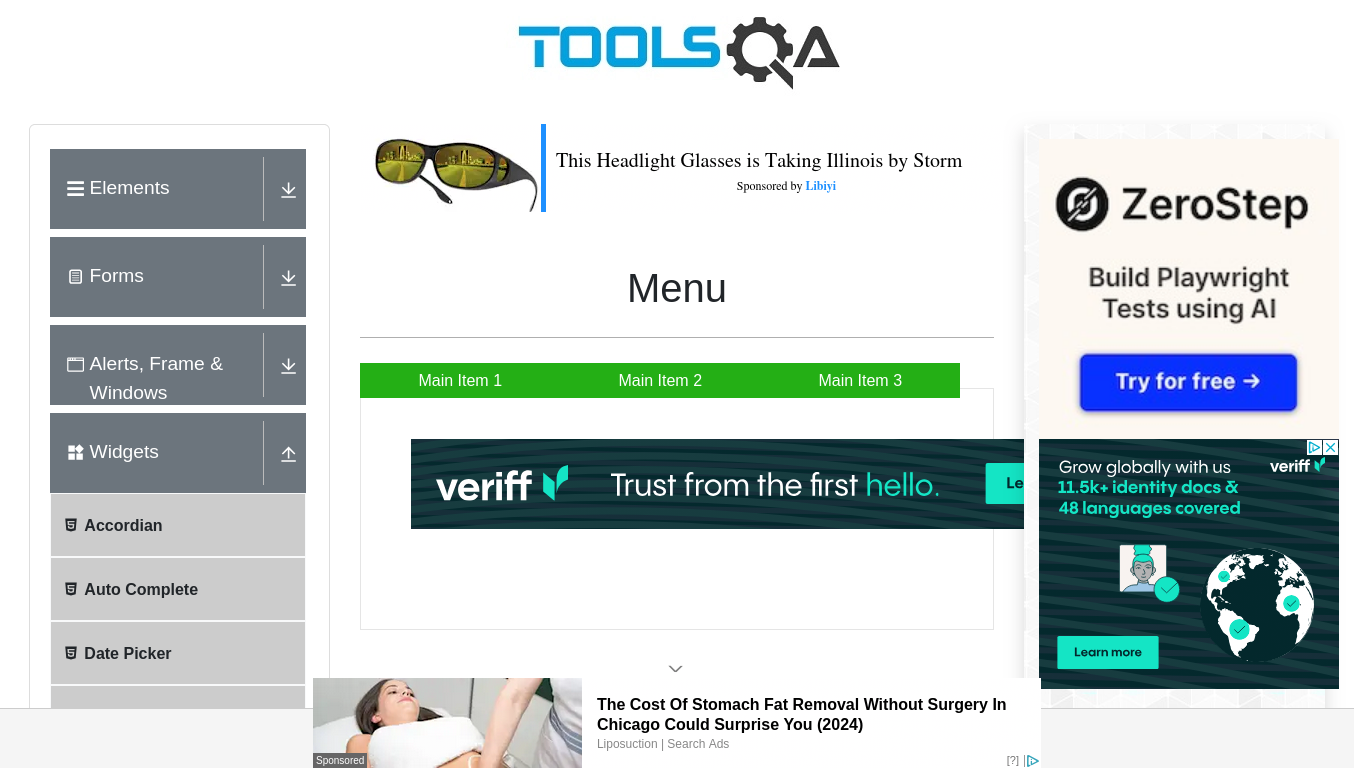 TOOLSQA
Elements
Forms
Alerts, Frame &
Windows
Widgets
Accordian
Auto Complete
Date Picker
This Headlight Glasses is Taking Illinois by Storm
Sponsored by Libiyi
Menu
Main Item 1
Main Item 2
Main Item 3
veriff
Trust from the first hello.
Le
ZeroStep
Build Playwright
Tests using AI
Try for free →
Grow globally with us
11.5k+ identity docs &
48 languages covered
veriff
Learn more
The Cost Of Stomach Fat Removal Without Surgery In
Chicago Could Surprise You (2024)
Liposuction | Search Ads
Sponsored
[?]